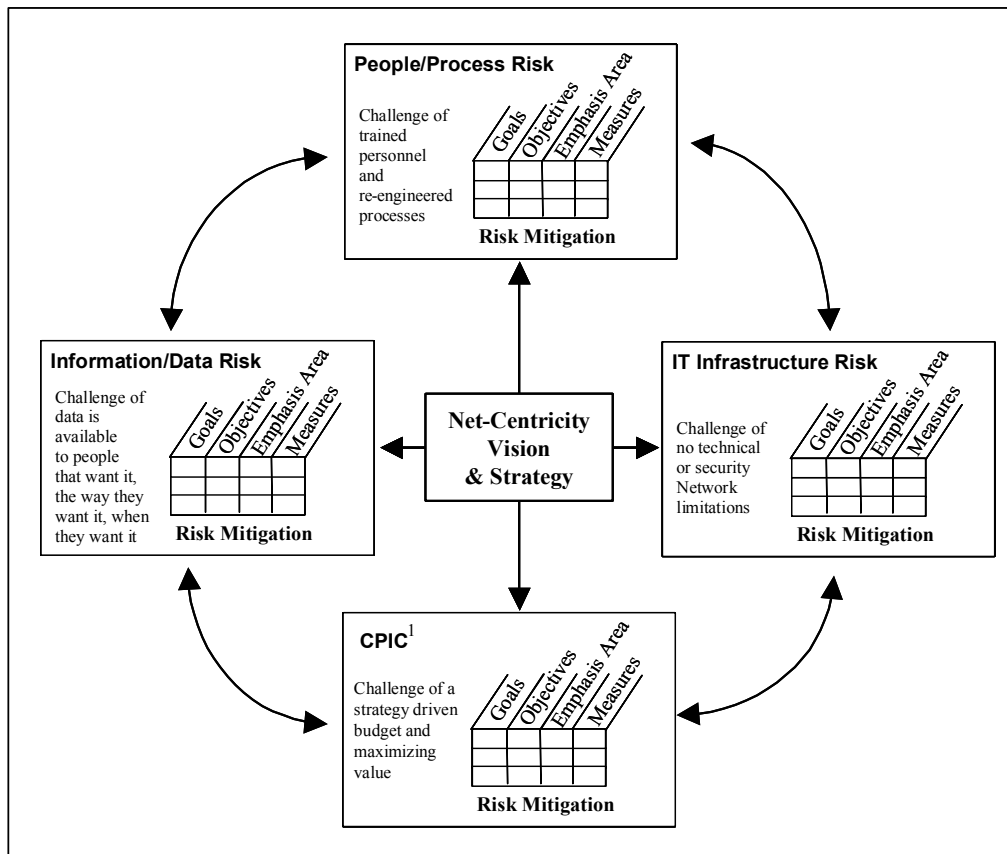 People/Process Risk
Challenge of
trained
personnel
and
re-engineered
processes
Goals
Objectives
Emphasis Area
Measures
Risk Mitigation
Information/Data Risk
Challenge of
data is
available
to people
that want it,
the way they
want it, when
they want it
Goals
Objectives
Emphasis Area
Measures
Risk Mitigation
Net-Centricity
Vision
& Strategy
IT Infrastructure Risk
Challenge of
no technical
or security
Network
limitations
Goals
Objectives
Emphasis Area
Measures
Risk Mitigation
CPIC1
Challenge of a
strategy driven
budget and
maximizing
value
Goals
Objectives
Emphasis Area
Measures
Risk Mitigation